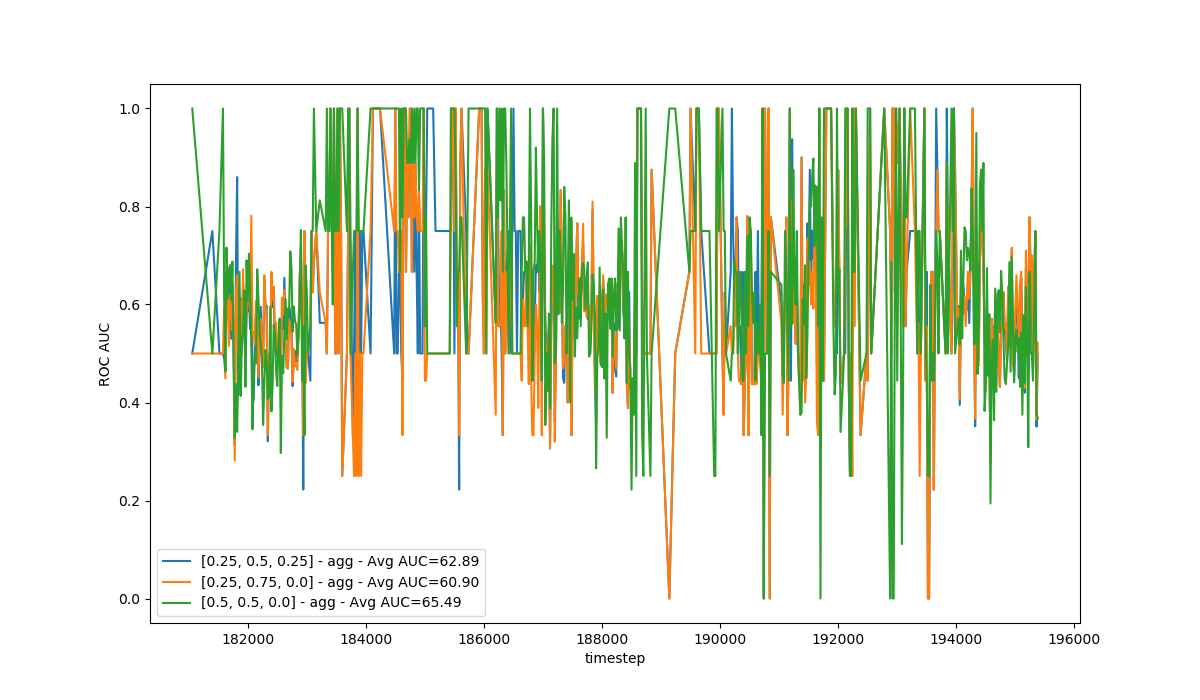 1.0
0.8
0.6
0.4
0.2
0.0
ROC AUC
[0.25, 0.5, 0.25] - agg - Avg AUC=62.89
[0.25, 0.75, 0.0] - agg - Avg AUC=60.90
[0.5, 0.5, 0.0] - agg - Avg AUC=65.49
182000 184000 186000 188000 190000 192000 194000 196000
timestep